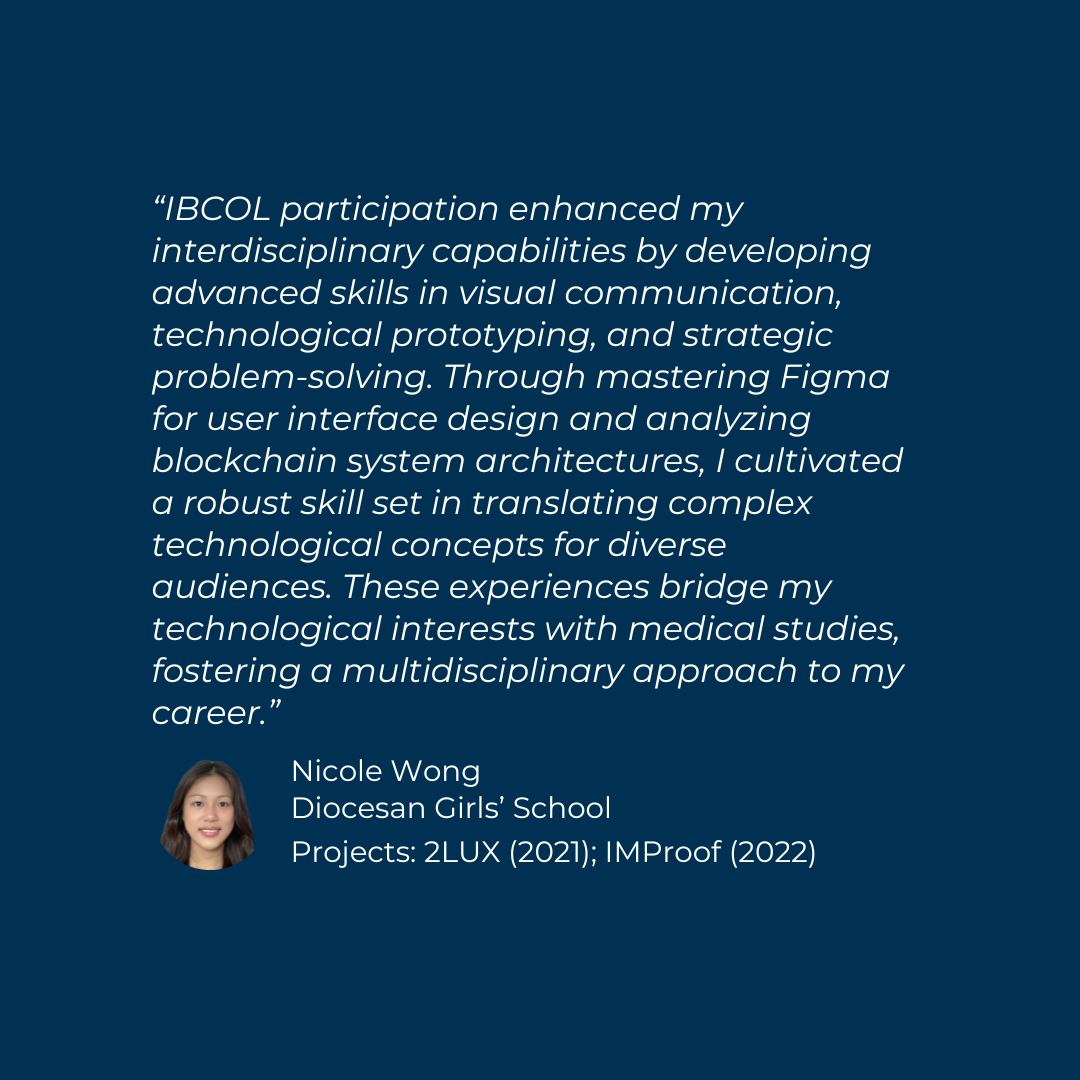 “IBCOL participation enhanced my
interdisciplinary capabilities by developing
advanced skills in visual communication,
technological prototyping, and strategic
problem-solving. Through mastering Figma
for user interface design and analyzing
blockchain system architectures, I cultivated
a robust skill set in translating complex
technological concepts for diverse
audiences. These experiences bridge my
technological interests with medical studies,
fostering a multidisciplinary approach to my
career.”
Nicole Wong
Diocesan Girls’ School
Projects: 2LUX (2021); IMProof (2022)